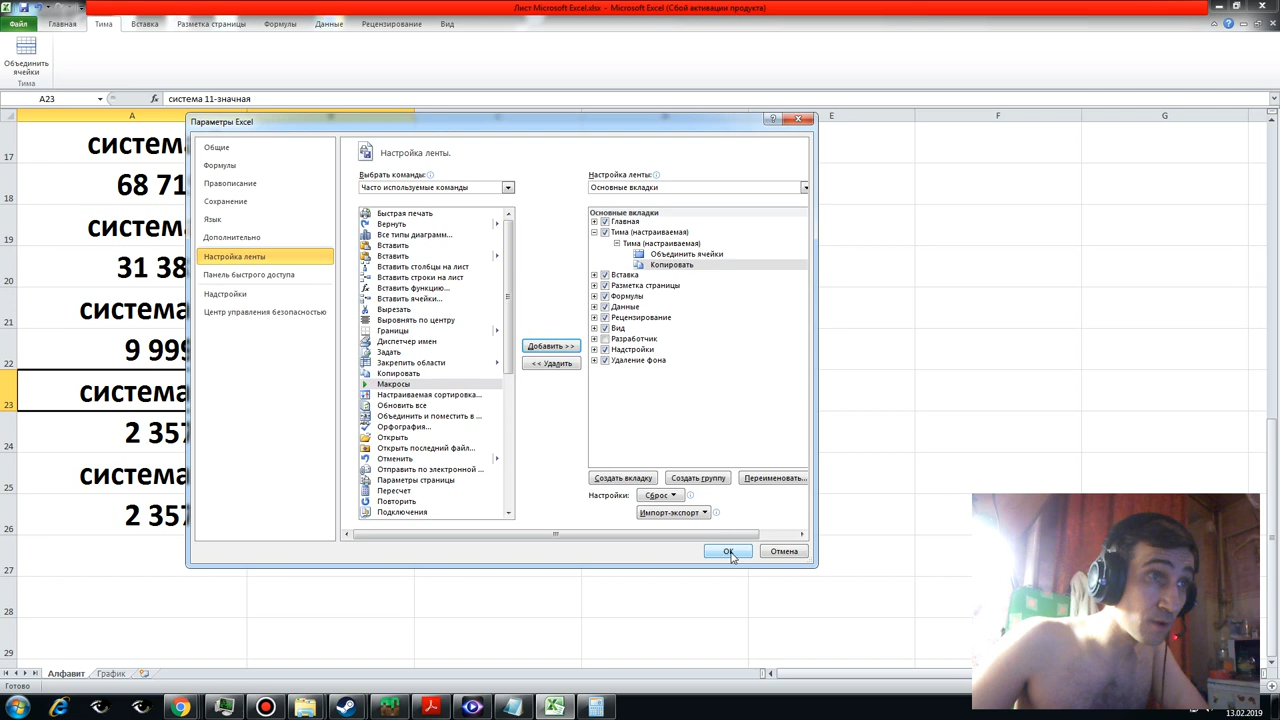 Лист Microsoft Excel.xlsx - Microsoft Excel (Сбой активации продукта)
Файл Главная Тима Вставка Разметка страницы Формулы Данные Рецензирование Вид
Объединить
ячейки
Тима
A23 fx система 11-значная
A E F G
17 система
18 68 71
19 система
20 31 38
21 система
22 9 999
23 система
24 2 357
25 система
26 2 357
27
28
29
Параметры Excel
Общие
Формулы
Правописание
Сохранение
Язык
Дополнительно
Настройка ленты
Панель быстрого доступа
Надстройки
Центр управления безопасностью
Настройка ленты.
Выбрать команды:
Часто используемые команды
Быстрая печать
Вернуть
Все типы диаграмм...
Вставить
Вставить
Вставить столбцы на лист
Вставить строки на лист
Вставить функцию...
Вставить ячейки...
Вырезать
Выровнять по центру
Границы
Диспетчер имен
Задать
Закрепить области
Копировать
Макросы
Настраиваемая сортировка...
Обновить все
Объединить и поместить в ...
Орфография...
Открыть
Открыть последний файл...
Отменить
Отправить по электронной ...
Параметры страницы
Пересчет
Повторить
Подключения
Добавить >>
<< Удалить
Настройка ленты:
Основные вкладки
Основные вкладки
Главная
Тима (настраиваемая)
Тима (настраиваемая)
Объединить ячейки
Копировать
Вставка
Разметка страницы
Формулы
Данные
Рецензирование
Вид
Разработчик
Надстройки
Удаление фона
Создать вкладку Создать группу Переименовать...
Настройки: Сброс
Импорт-экспорт
ОК Отмена
Алфавит График
Готово
13.02.2019